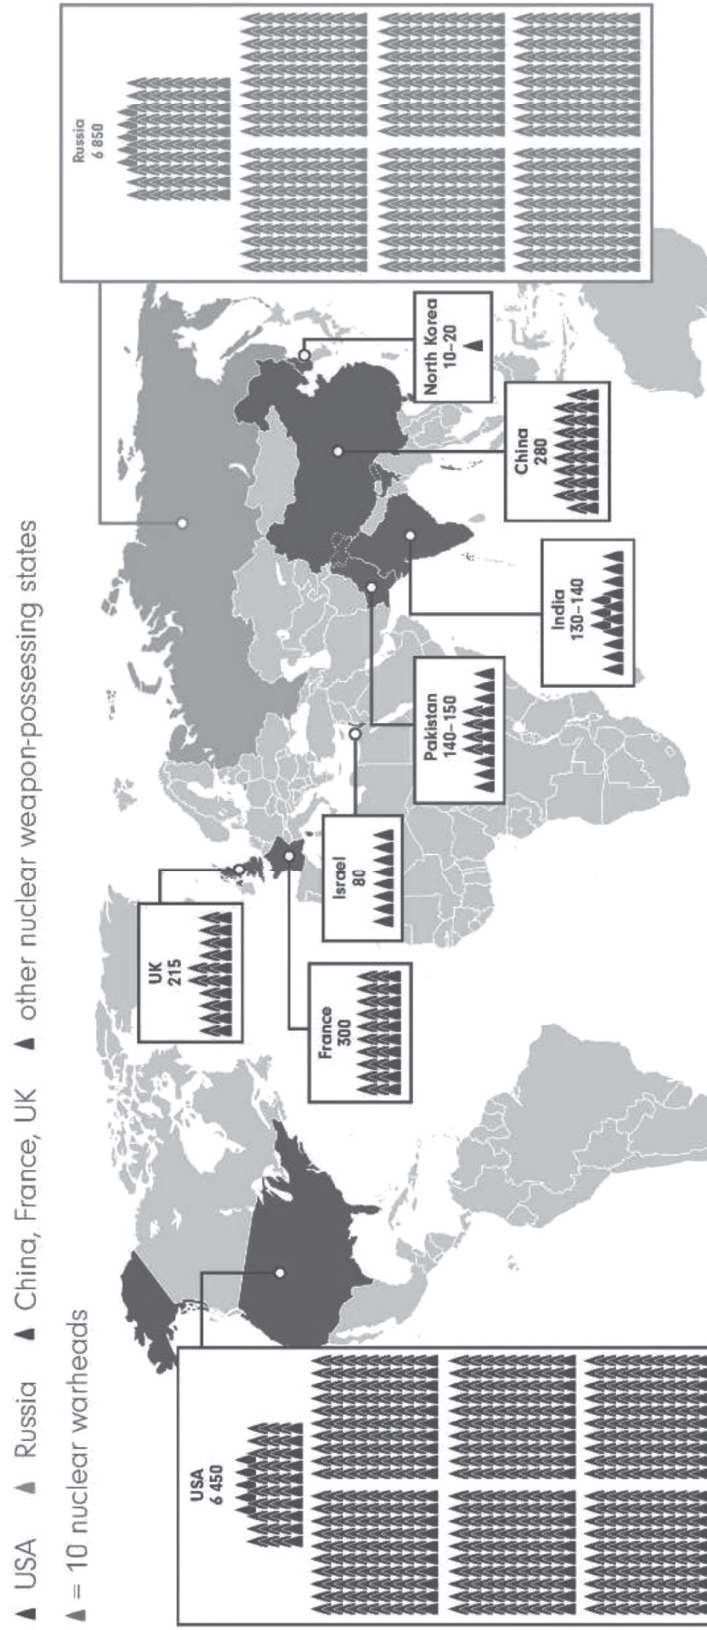 ▲ USA ▲ Russia ▲ China, France, UK ▲ other nuclear weapon-possessing states
▲ = 10 nuclear warheads
USA
6 450
UK
215
France
300
Israel
80
Pakistan
140–150
India
130–140
China
280
North Korea
10–20
Russia
6 850